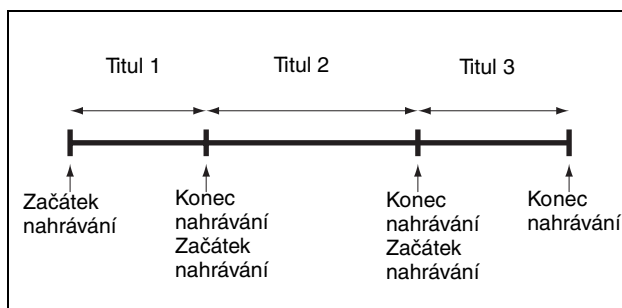 Titul 1
Titul 2
Titul 3
Začátek
nahrávání
Konec
nahrávání
Začátek
nahrávání
Konec
nahrávání
Začátek
nahrávání
Konec
nahrávání